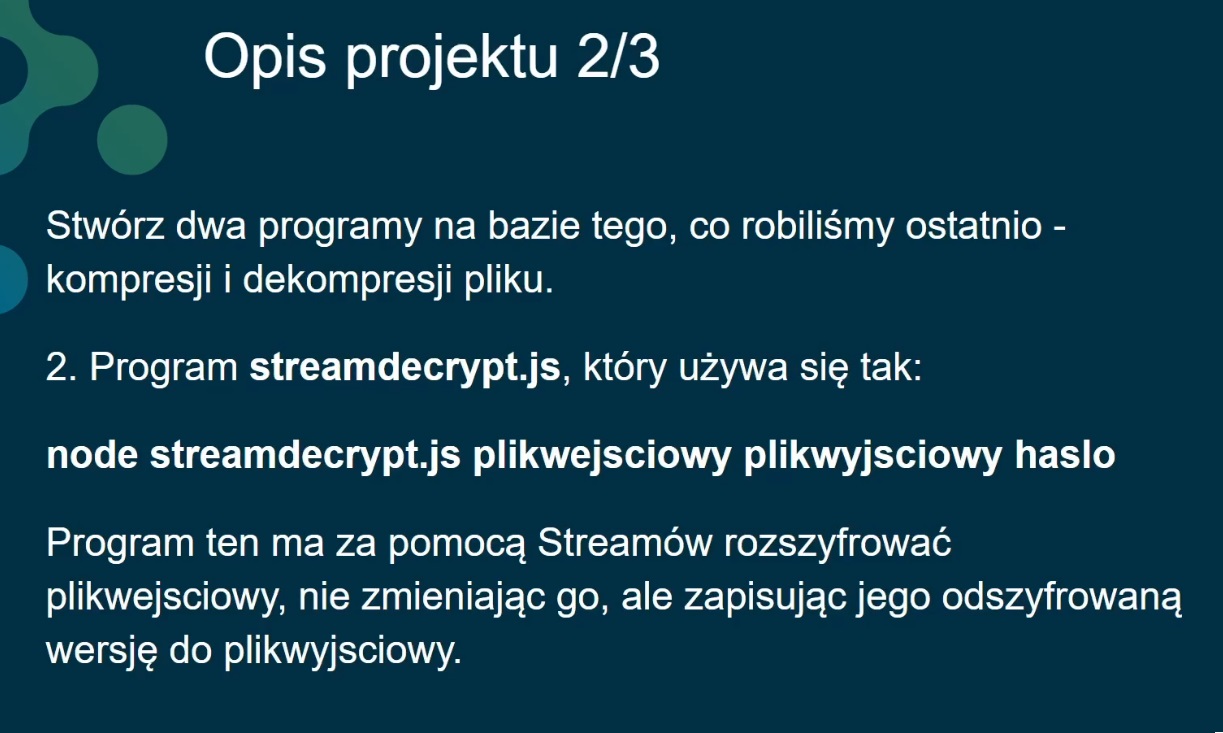 Opis projektu 2/3
Stwórz dwa programy na bazie tego, co robiliśmy ostatnio -
kompresji i dekompresji pliku.
2. Program streamdecrypt.js, który używa się tak:
node streamdecrypt.js plikwejsciowy plikwyjsciowy haslo
Program ten ma za pomocą Streamów rozszyfrować
plikwejsciowy, nie zmieniając go, ale zapisując jego odszyfrowaną
wersję do plikwyjsciowy.